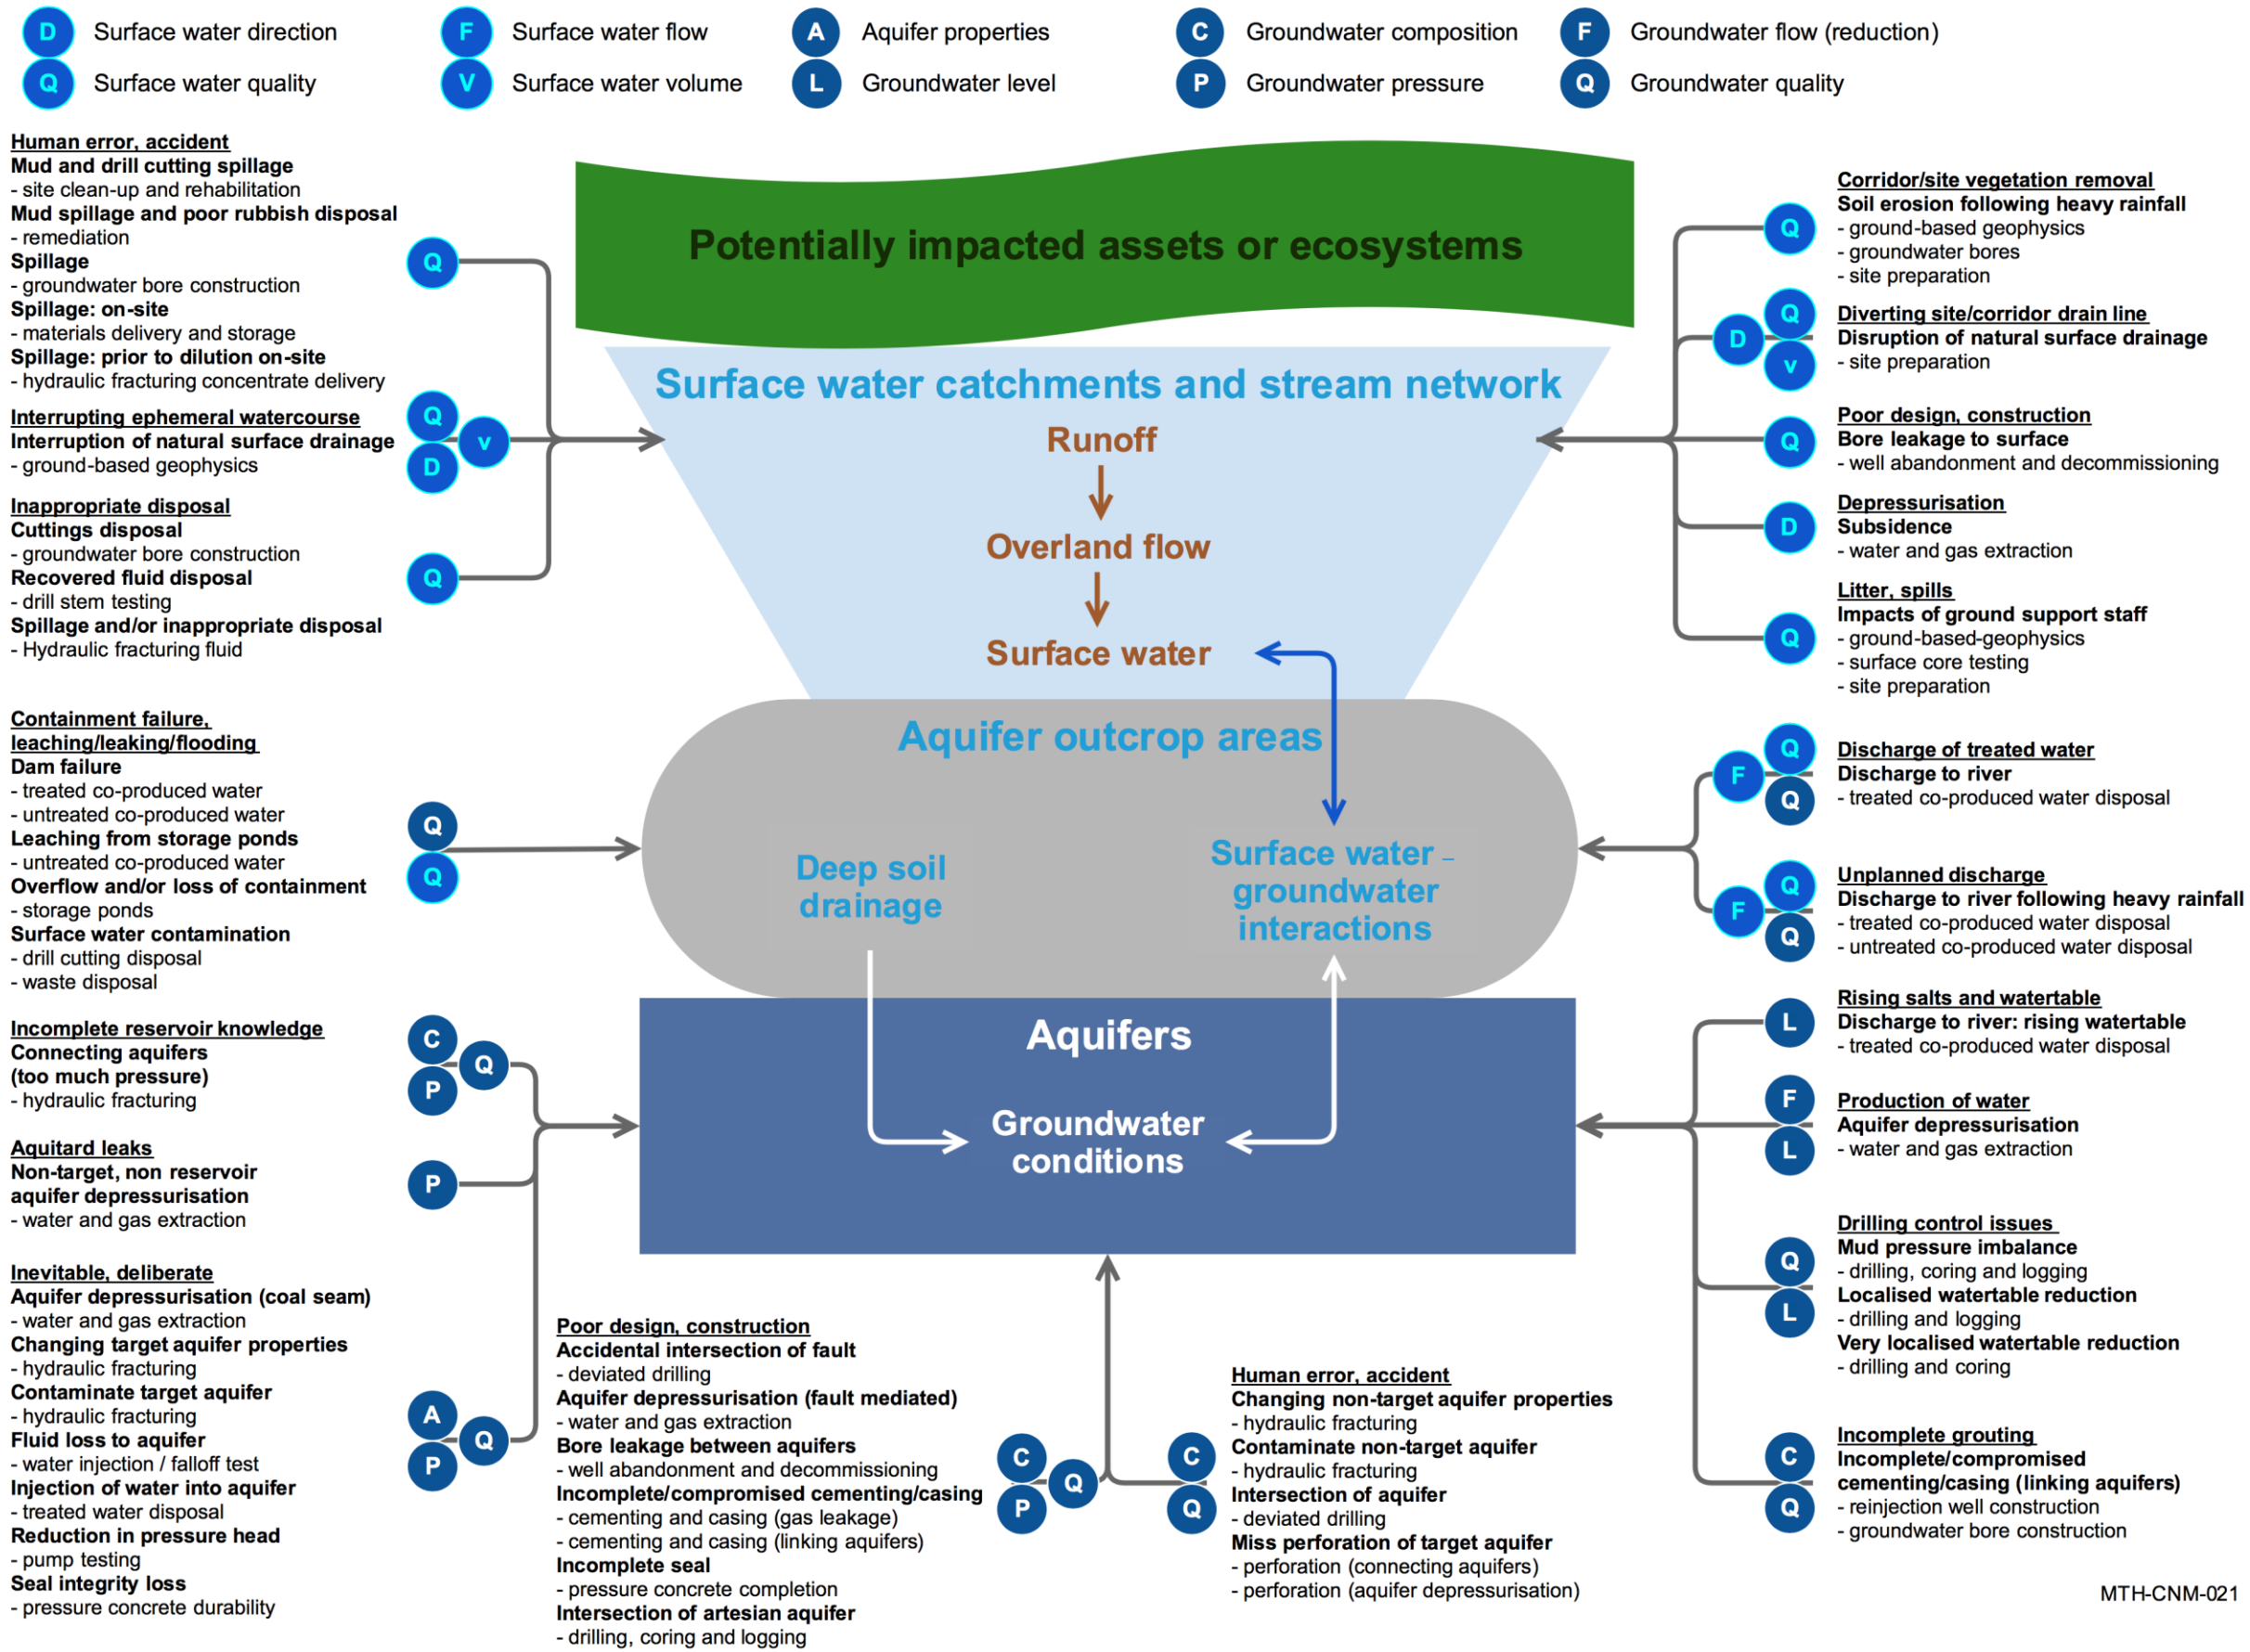 D Surface water direction
F Surface water flow
A Aquifer properties
C Groundwater composition
F Groundwater flow (reduction)
Q Surface water quality
V Surface water volume
L Groundwater level
P Groundwater pressure
Q Groundwater quality
Human error, accident
Mud and drill cutting spillage
- site clean-up and rehabilitation
Mud spillage and poor rubbish disposal
- remediation
Spillage
- groundwater bore construction
Spillage: on-site
- materials delivery and storage
Spillage: prior to dilution on-site
- hydraulic fracturing concentrate delivery
Q
Interrupting ephemeral watercourse
Interruption of natural surface drainage
- ground-based geophysics
Q
v
D
Inappropriate disposal
Cuttings disposal
- groundwater bore construction
Recovered fluid disposal
- drill stem testing
Spillage and/or inappropriate disposal
- Hydraulic fracturing fluid
Q
Containment failure,
leaching/leaking/flooding
Dam failure
- treated co-produced water
- untreated co-produced water
Leaching from storage ponds
- untreated co-produced water
Overflow and/or loss of containment
- storage ponds
Surface water contamination
- drill cutting disposal
- waste disposal
Q
Q
Incomplete reservoir knowledge
Connecting aquifers
(too much pressure)
- hydraulic fracturing
C
Q
P
Aquitard leaks
Non-target, non reservoir
aquifer depressurisation
- water and gas extraction
P
Inevitable, deliberate
Aquifer depressurisation (coal seam)
- water and gas extraction
Changing target aquifer properties
- hydraulic fracturing
Contaminate target aquifer
- hydraulic fracturing
Fluid loss to aquifer
- water injection / falloff test
Injection of water into aquifer
- treated water disposal
Reduction in pressure head
- pump testing
Seal integrity loss
- pressure concrete durability
A
Q
P
Potentially impacted assets or ecosystems
Surface water catchments and stream network
Runoff
Overland flow
Surface water
Aquifer outcrop areas
Deep soil
drainage
Surface water –
groundwater
interactions
Aquifers
Groundwater
conditions
Poor design, construction
Accidental intersection of fault
- deviated drilling
Aquifer depressurisation (fault mediated)
- water and gas extraction
Bore leakage between aquifers
- well abandonment and decommissioning
Incomplete/compromised cementing/casing
- cementing and casing (gas leakage)
- cementing and casing (linking aquifers)
Incomplete seal
- pressure concrete completion
Intersection of artesian aquifer
- drilling, coring and logging
C
Q
P
C
Q
Human error, accident
Changing non-target aquifer properties
- hydraulic fracturing
Contaminate non-target aquifer
- hydraulic fracturing
Intersection of aquifer
- deviated drilling
Miss perforation of target aquifer
- perforation (connecting aquifers)
- perforation (aquifer depressurisation)
Q
Corridor/site vegetation removal
Soil erosion following heavy rainfall
- ground-based geophysics
- groundwater bores
- site preparation
Q
D
v
Diverting site/corridor drain line
Disruption of natural surface drainage
- site preparation
Q
Poor design, construction
Bore leakage to surface
- well abandonment and decommissioning
D
Depressurisation
Subsidence
- water and gas extraction
Q
Litter, spills
Impacts of ground support staff
- ground-based-geophysics
- surface core testing
- site preparation
Q
F
Q
Discharge of treated water
Discharge to river
- treated co-produced water disposal
Q
F
Q
Unplanned discharge
Discharge to river following heavy rainfall
- treated co-produced water disposal
- untreated co-produced water disposal
L
Rising salts and watertable
Discharge to river: rising watertable
- treated co-produced water disposal
F
L
Production of water
Aquifer depressurisation
- water and gas extraction
Q
L
Drilling control issues
Mud pressure imbalance
- drilling, coring and logging
Localised watertable reduction
- drilling and logging
Very localised watertable reduction
- drilling and coring
C
Q
Incomplete grouting
Incomplete/compromised
cementing/casing (linking aquifers)
- reinjection well construction
- groundwater bore construction
MTH-CNM-021